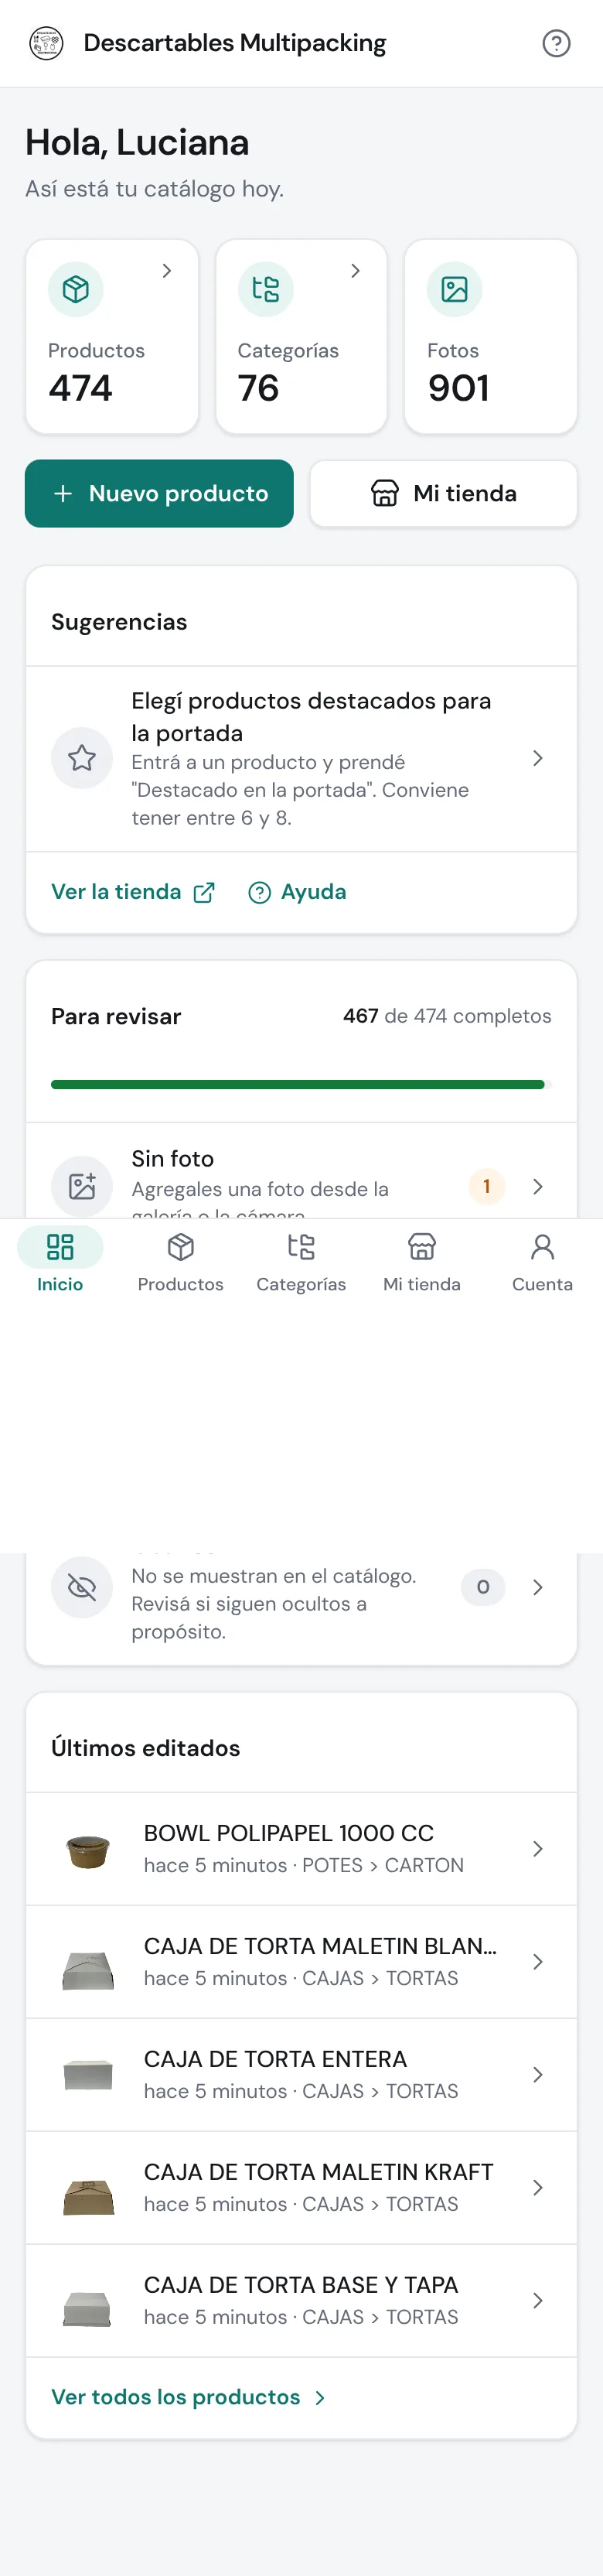 Descartables Multipacking
Hola, Luciana
Así está tu catálogo hoy.
Productos
474
Categorías
76
Fotos
901
Nuevo producto
Mi tienda
Sugerencias
Elegí productos destacados para
la portada
Entrá a un producto y prendé
"Destacado en la portada". Conviene
tener entre 6 y 8.
Ver la tienda
Ayuda
Para revisar
467 de 474 completos
Sin foto
Agregales una foto desde la
galería o la cámara
1
Inicio
Productos
Categorías
Mi tienda
Cuenta
No se muestran en el catálogo.
Revisá si siguen ocultos a
propósito.
0
Últimos editados
BOWL POLIPAPEL 1000 CC
hace 5 minutos · POTES > CARTON
CAJA DE TORTA MALETIN BLAN...
hace 5 minutos · CAJAS > TORTAS
CAJA DE TORTA ENTERA
hace 5 minutos · CAJAS > TORTAS
CAJA DE TORTA MALETIN KRAFT
hace 5 minutos · CAJAS > TORTAS
CAJA DE TORTA BASE Y TAPA
hace 5 minutos · CAJAS > TORTAS
Ver todos los productos